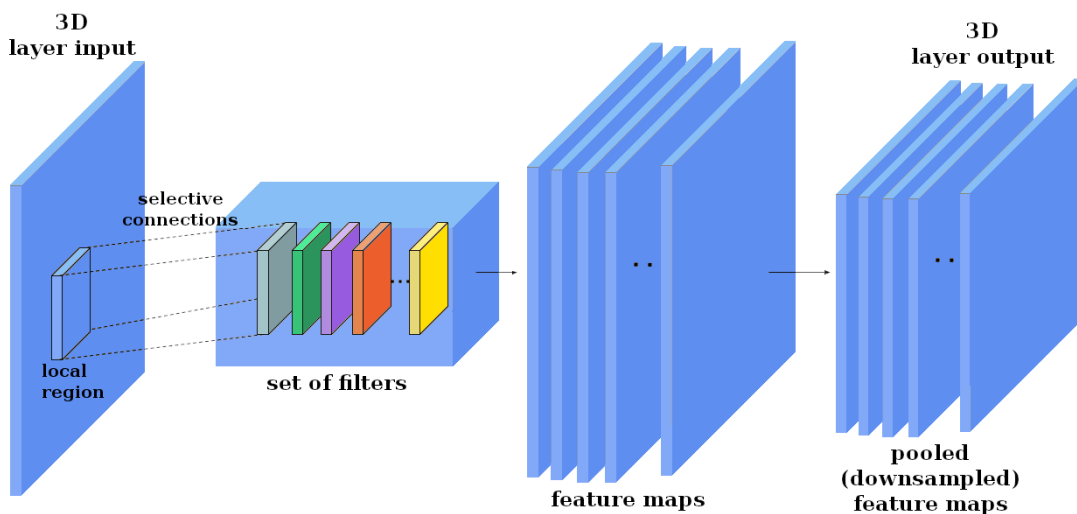 3D
layer input
selective
connections
local
region
set of filters
feature maps
3D
layer output
pooled
(downsampled)
feature maps